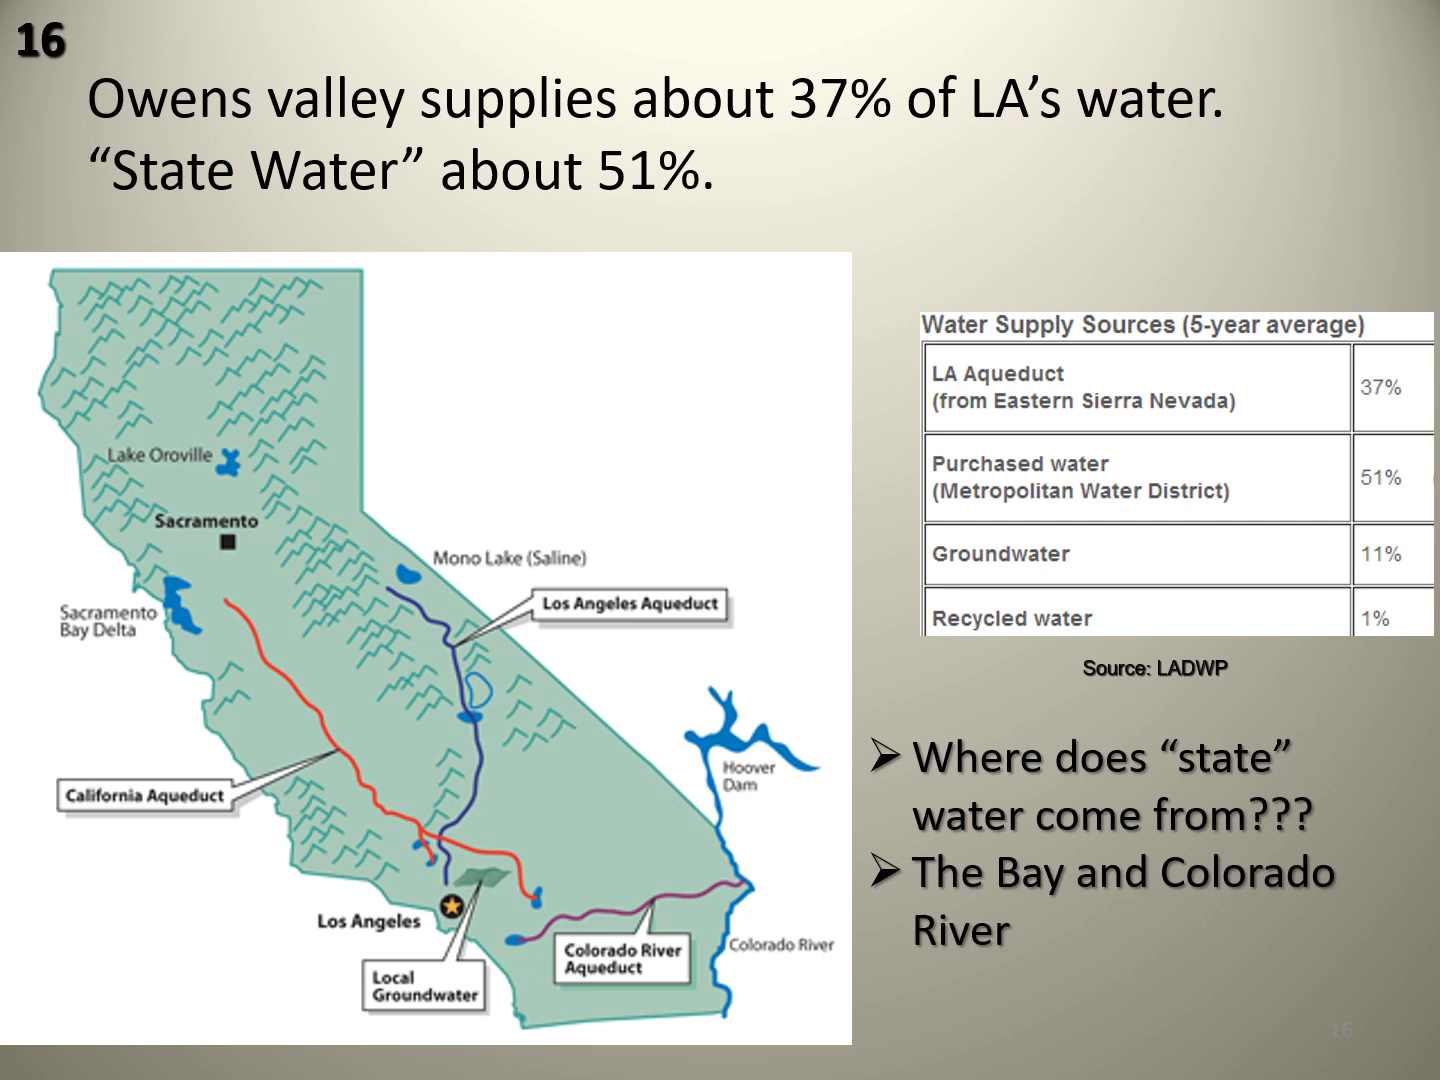 16
Owens valley supplies about 37% of LA’s water.
“State Water” about 51%.
Lake Oroville
Sacramento
Mono Lake (Saline)
Los Angeles Aqueduct
Sacramento
Bay Delta
Hoover
Dam
California Aqueduct
Los Angeles
Colorado River
Aqueduct
Colorado River
Local
Groundwater
Water Supply Sources (5-year average)
LA Aqueduct
(from Eastern Sierra Nevada)
37%
Purchased water
(Metropolitan Water District)
51%
Groundwater
11%
Recycled water
1%
Source: LADWP
Where does “state”
water come from???
The Bay and Colorado
River
16